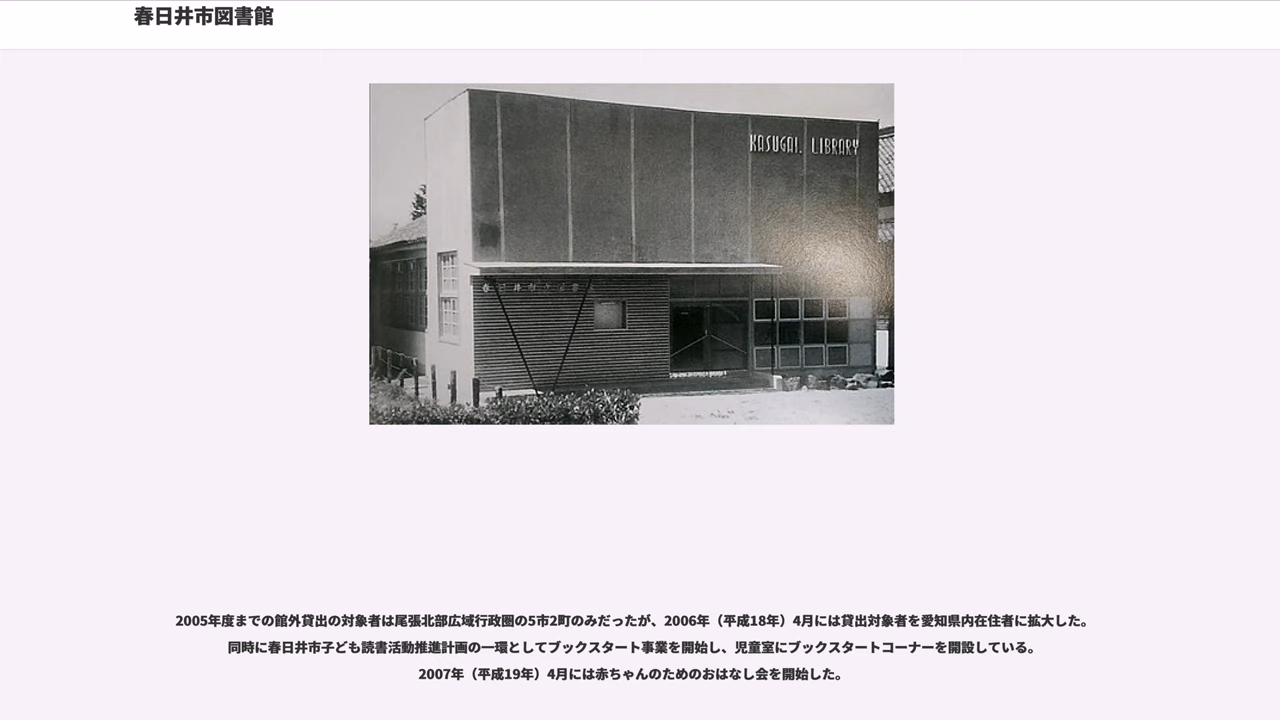 春日井市図書館
KASUGAI. LIBRARY
2005年度までの館外貸出の対象者は尾張北部広域行政圏の5市2町のみだったが、2006年（平成18年）4月には貸出対象者を愛知県内在住者に拡大した。
同時に春日井市子ども読書活動推進計画の一環としてブックスタート事業を開始し、児童室にブックスタートコーナーを開設している。
2007年（平成19年）4月には赤ちゃんのためのおはなし会を開始した。